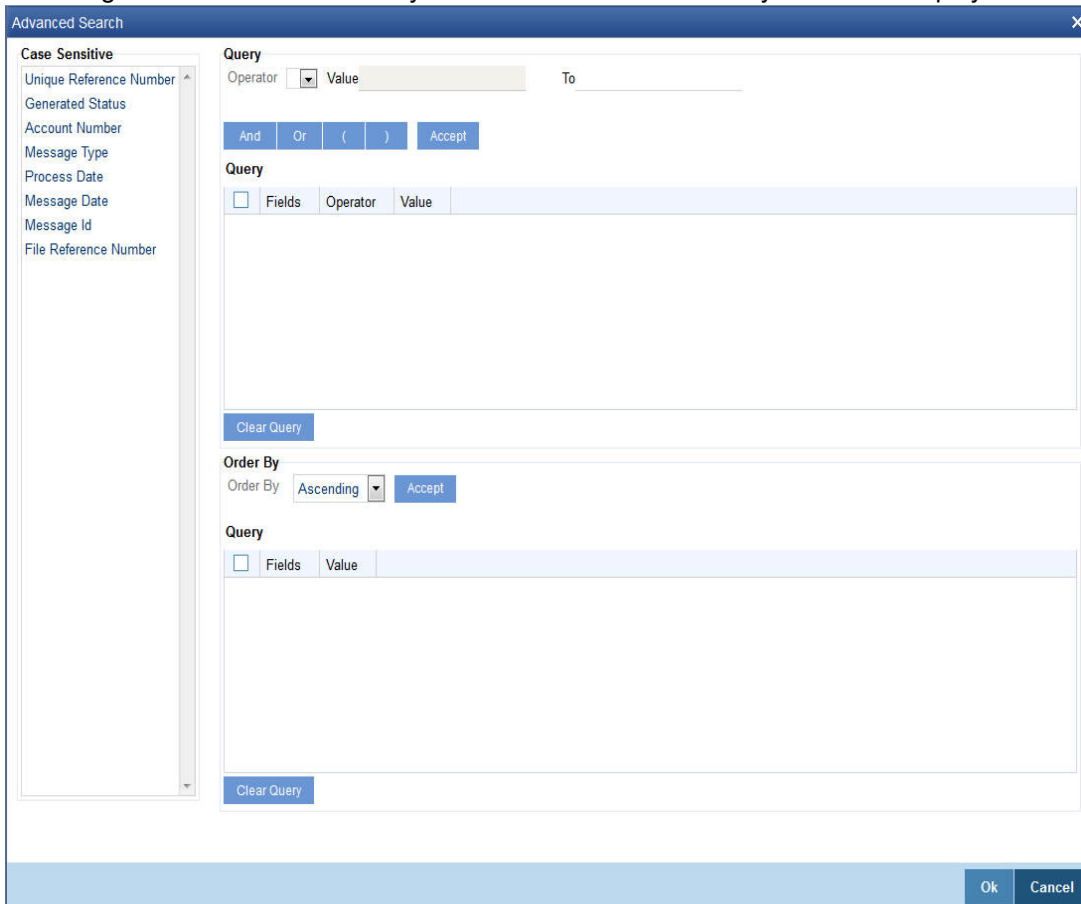 Advanced Search ×
Case Sensitive
Unique Reference Number
Generated Status
Account Number
Message Type
Process Date
Message Date
Message Id
File Reference Number
Query
Operator Value To
And Or ( ) Accept
Query
Fields Operator Value
Clear Query
Order By
Order By Ascending Accept
Query
Fields Value
Clear Query
Ok Cancel